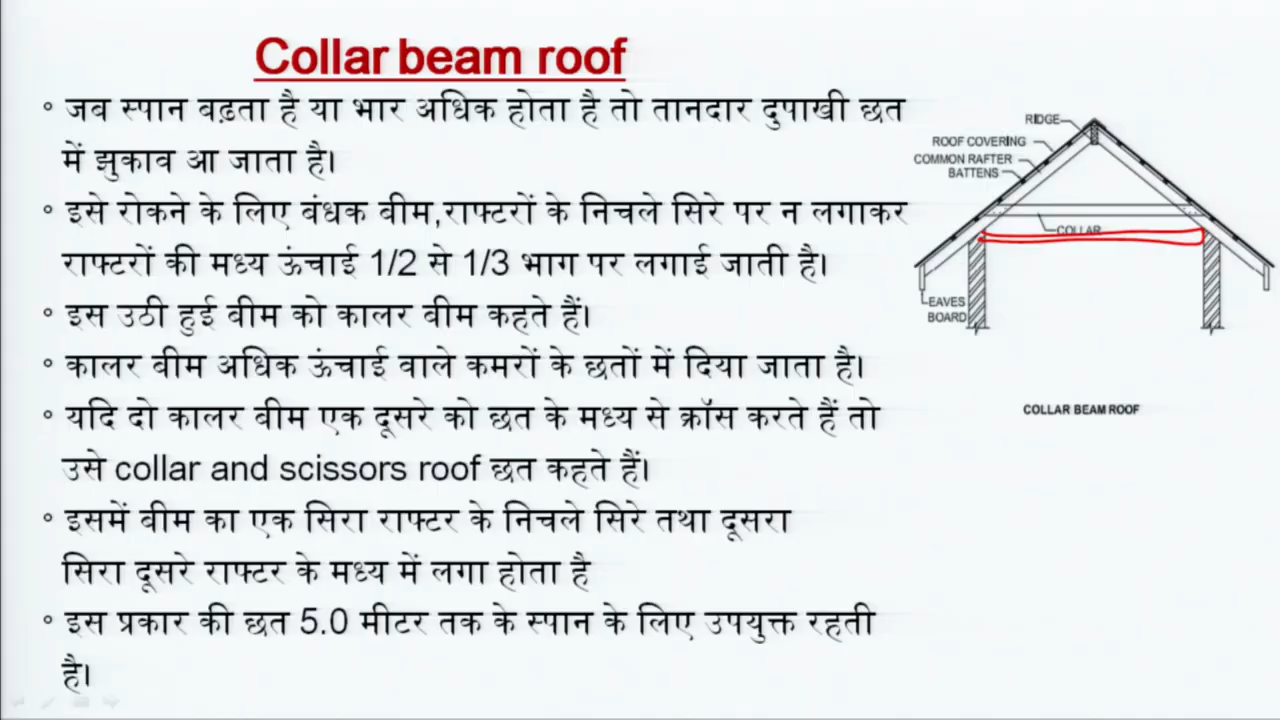 Collar beam roof
◦ जब स्पान बढ़ता है या भार अधिक होता है तो तानदार दुपाखी छत
में झुकाव आ जाता है।
◦ इसे रोकने के लिए बंधक बीम,राफ्टरों के निचले सिरे पर न लगाकर
राफ्टरों की मध्य ऊंचाई 1/2 से 1/3 भाग पर लगाई जाती है।
◦ इस उठी हुई बीम को कालर बीम कहते हैं।
◦ कालर बीम अधिक ऊंचाई वाले कमरों के छतों में दिया जाता है।
◦ यदि दो कालर बीम एक दूसरे को छत के मध्य से क्रॉस करते हैं तो
उसे collar and scissors roof छत कहते हैं।
◦ इसमें बीम का एक सिरा राफ्टर के निचले सिरे तथा दूसरा
सिरा दूसरे राफ्टर के मध्य में लगा होता है
◦ इस प्रकार की छत 5.0 मीटर तक के स्पान के लिए उपयुक्त रहती
है।
RIDGE
ROOF COVERING
COMMON RAFTER
BATTENS
COLLAR
EAVES
BOARD
COLLAR BEAM ROOF